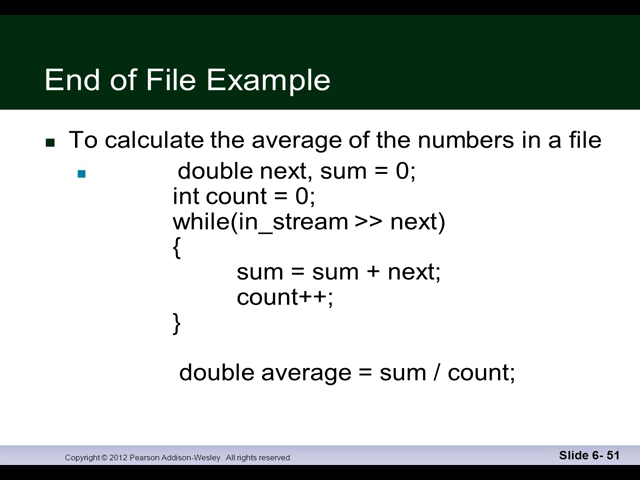 End of File Example
To calculate the average of the numbers in a file
double next, sum = 0;
int count = 0;
while(in_stream >> next)
{
sum = sum + next;
count++;
}
double average = sum / count;
Copyright © 2012 Pearson Addison-Wesley. All rights reserved.
Slide 6- 51